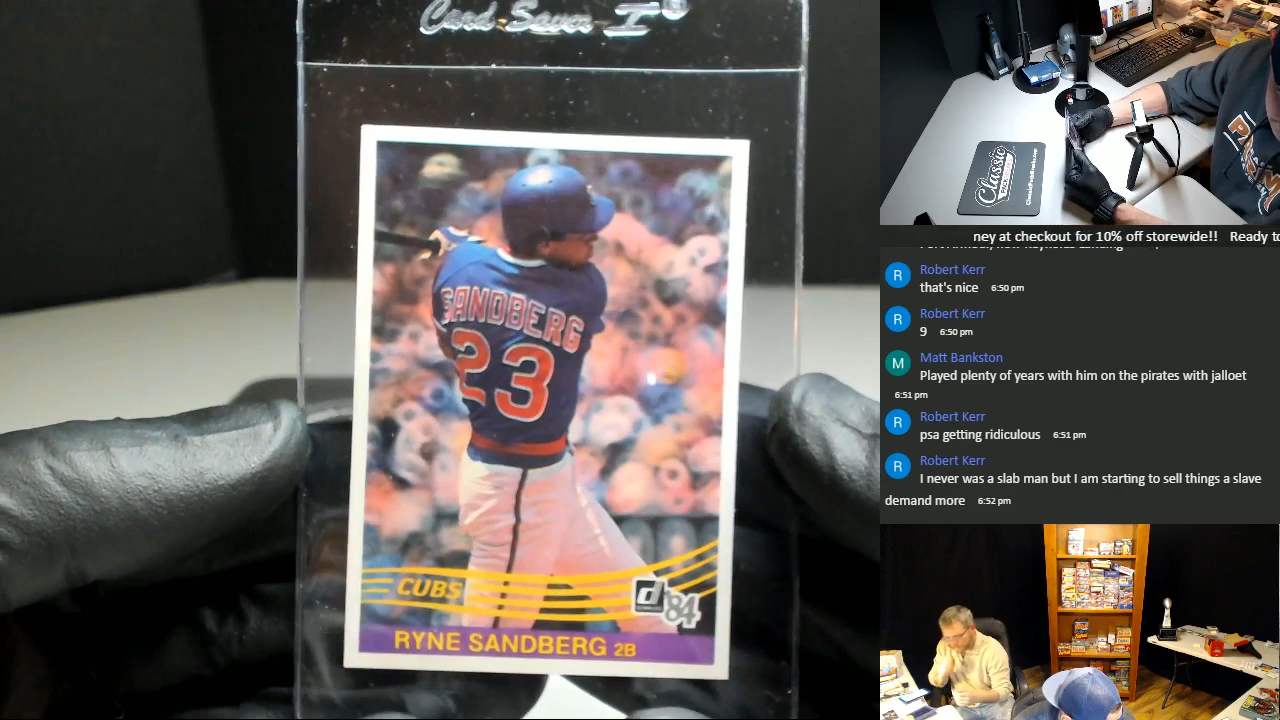 Card Saver I®
SANDBERG
23
CUBS
d
'84
RYNE SANDBERG 2B
Classic
ney at checkout for 10% off storewide!! Ready to
R Robert Kerr
that's nice 6:50 pm
R Robert Kerr
9 6:50 pm
M Matt Bankston
Played plenty of years with him on the pirates with jalloet
6:51 pm
R Robert Kerr
psa getting ridiculous 6:51 pm
R Robert Kerr
I never was a slab man but I am starting to sell things a slave
demand more 6:52 pm